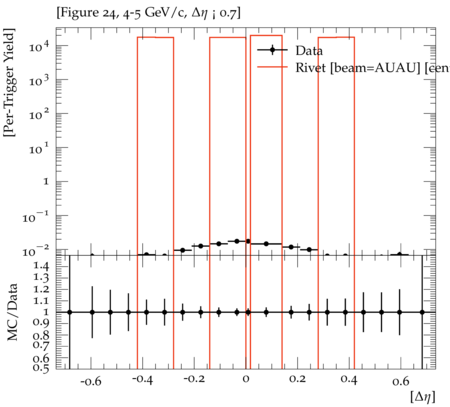 [Figure 24, 4-5 GeV/c, Δη ¡ 0.7]
[Per-Trigger Yield]
10⁴
10³
10²
10¹
1
10⁻¹
10⁻²
Data
Rivet [beam=AUAU] [cen
MC/Data
1.4
1.3
1.2
1.1
1
0.9
0.8
0.7
0.6
0.5
-0.6 -0.4 -0.2 0 0.2 0.4 0.6
[Δη]